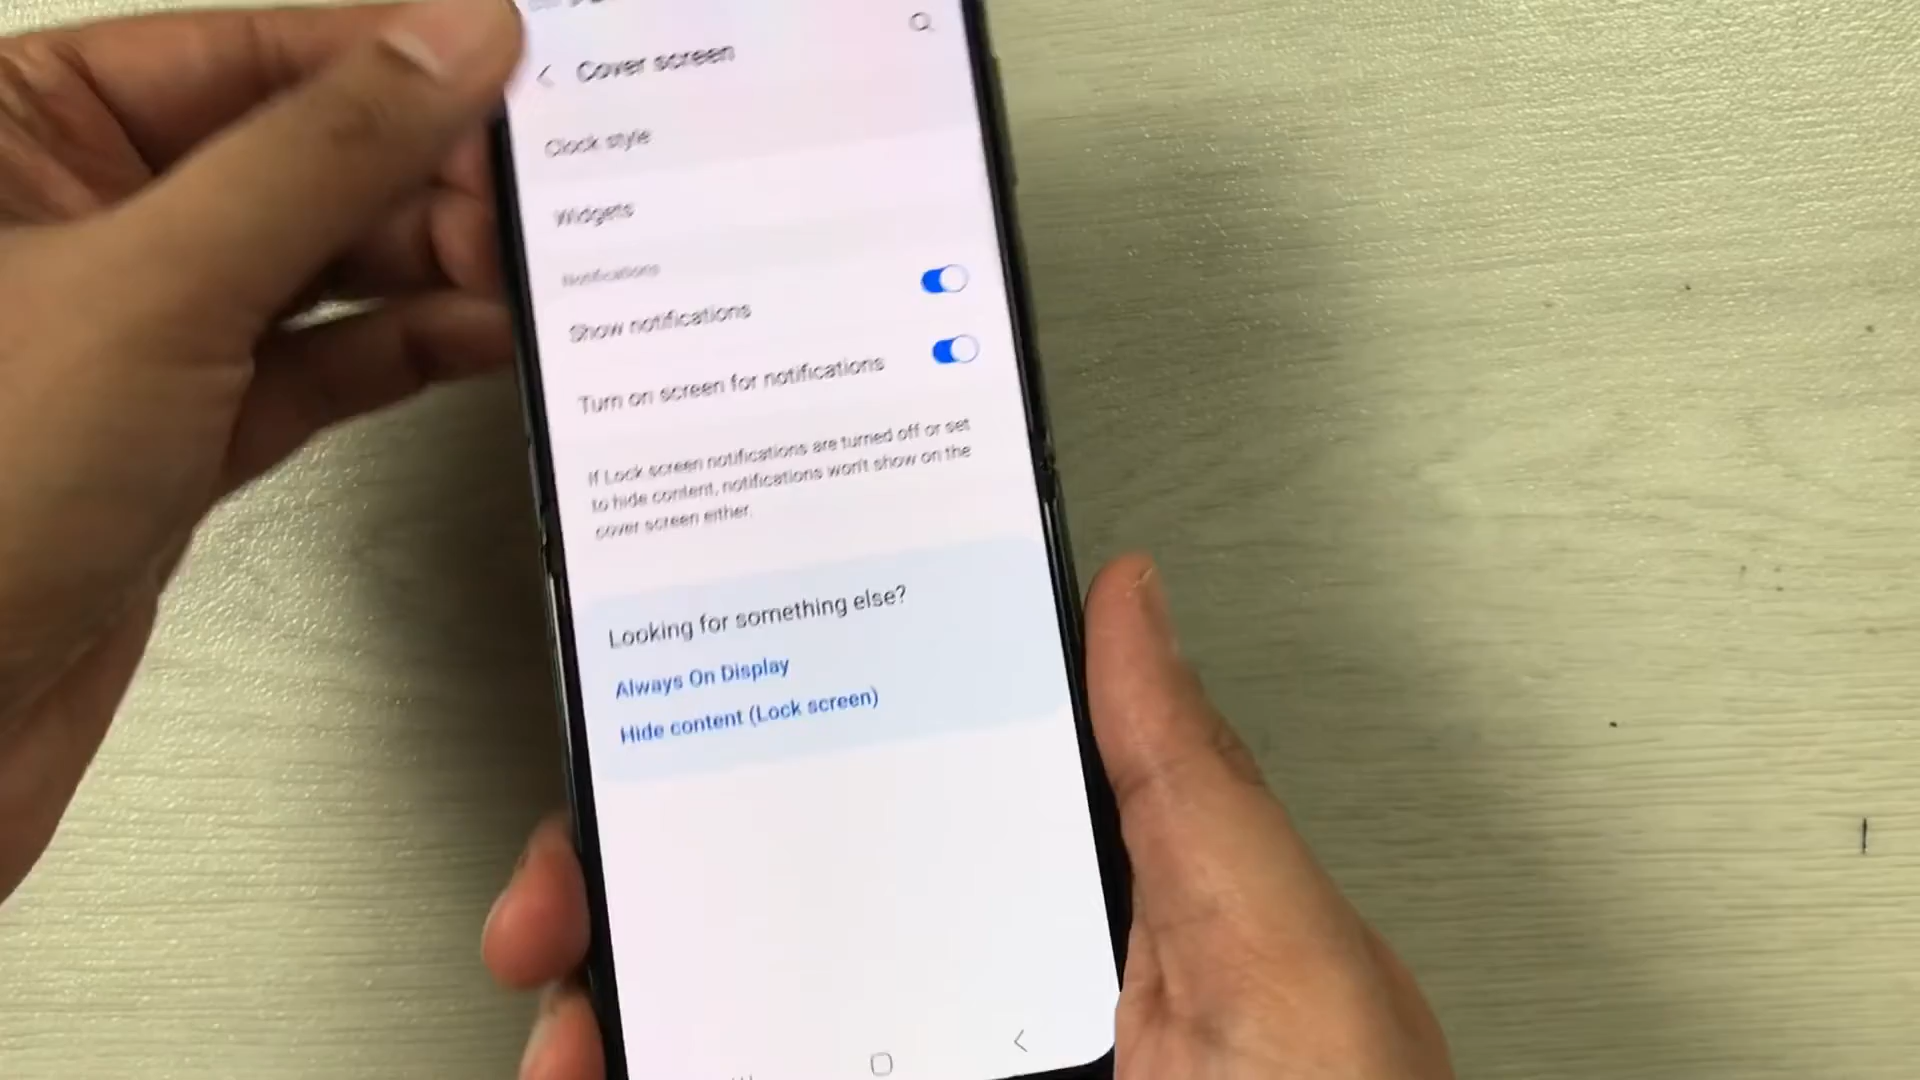 Cover screen
Clock style
Widgets
Notifications
Show notifications
Turn on screen for notifications
If Lock screen notifications are turned off or set
to hide content, notifications won't show on the
cover screen either.
Looking for something else?
Always On Display
Hide content (Lock screen)